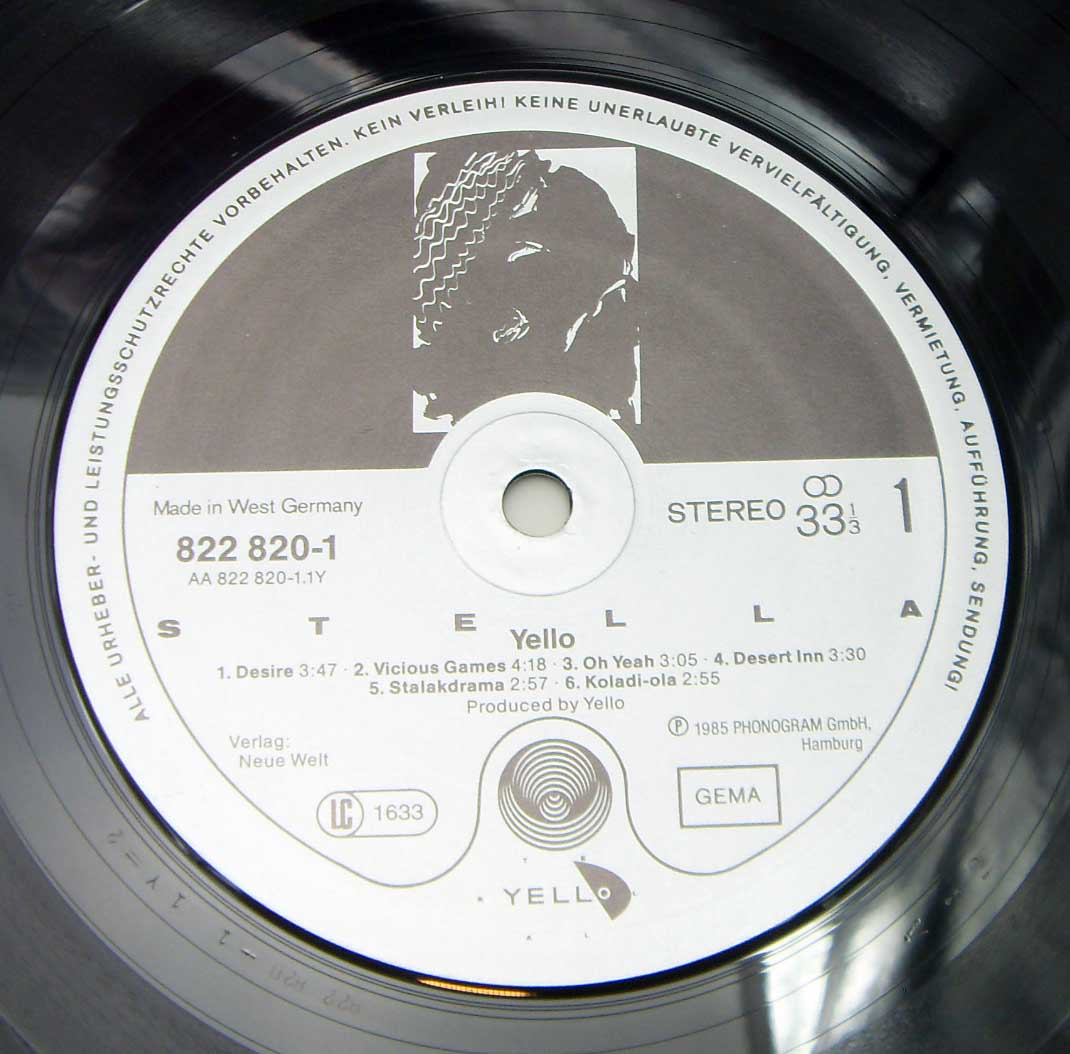 ALLE URHEBER- UND LEISTUNGSSCHUTZRECHTE VORBEHALTEN. KEIN VERLEIH! KEINE UNERLAUBTE VERVIELFÄLTIGUNG, VERMIETUNG, AUFFÜHRUNG, SENDUNG!
Made in West Germany
822 820-1
AA 822 820-1.1Y
STEREO
33 1/3
1
STELLA
Yello
1. Desire 3:47 · 2. Vicious Games 4:18 · 3. Oh Yeah 3:05 · 4. Desert Inn 3:30
5. Stalakdrama 2:57 · 6. Koladi-ola 2:55
Produced by Yello
Verlag:
Neue Welt
℗ 1985 PHONOGRAM GmbH,
Hamburg
LC 1633
GEMA
YELLO